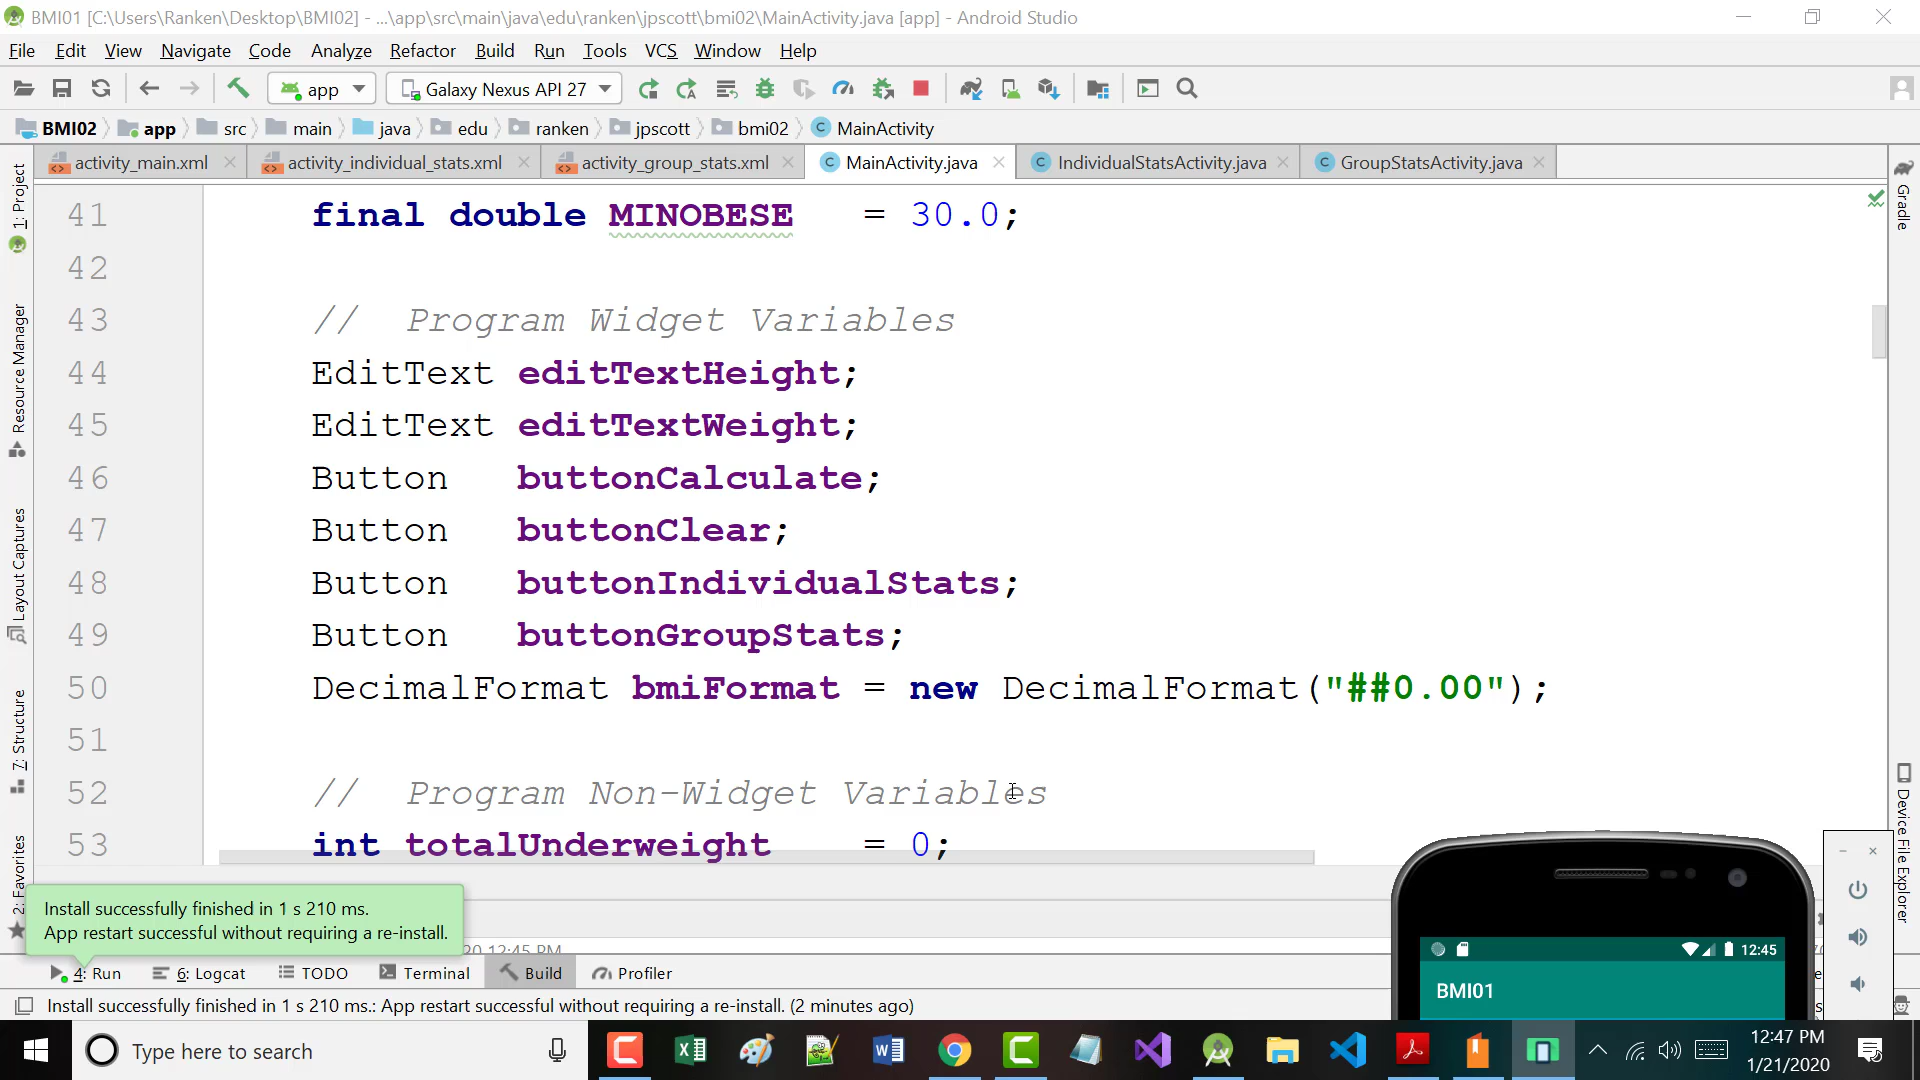 BMI01 [C:\Users\Ranken\Desktop\BMI02] - ...\app\src\main\java\edu\ranken\jpscott\bmi02\MainActivity.java [app] - Android Studio
File Edit View Navigate Code Analyze Refactor Build Run Tools VCS Window Help
app Galaxy Nexus API 27
BMI02 app src main java edu ranken jpscott bmi02 MainActivity
activity_main.xml activity_individual_stats.xml activity_group_stats.xml MainActivity.java IndividualStatsActivity.java GroupStatsActivity.java
1: Project
Resource Manager
Layout Captures
7: Structure
2: Favorites
Gradle
Device File Explorer
41 final double MINOBESE = 30.0;
42
43 // Program Widget Variables
44 EditText editTextHeight;
45 EditText editTextWeight;
46 Button buttonCalculate;
47 Button buttonClear;
48 Button buttonIndividualStats;
49 Button buttonGroupStats;
50 DecimalFormat bmiFormat = new DecimalFormat("##0.00");
51
52 // Program Non-Widget Variables
53 int totalUnderweight = 0;
Install successfully finished in 1 s 210 ms.
App restart successful without requiring a re-install.
12:45 PM
12:45
BMI01
4: Run 6: Logcat TODO Terminal Build Profiler
Install successfully finished in 1 s 210 ms.: App restart successful without requiring a re-install. (2 minutes ago)
Type here to search
12:47 PM
1/21/2020